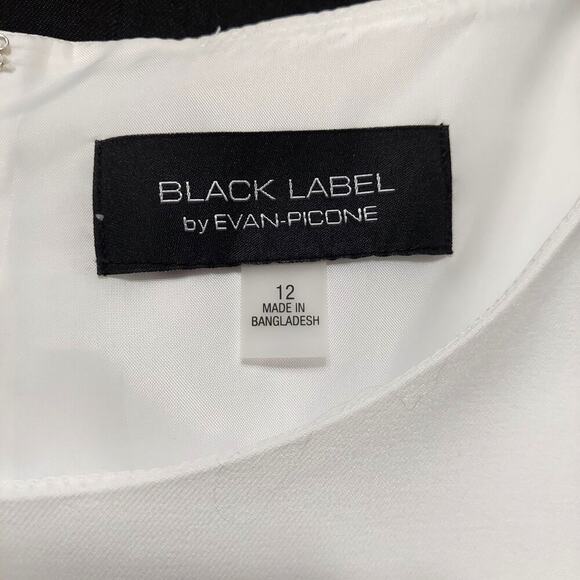 BLACK LABEL
by EVAN-PICONE
12
MADE IN
BANGLADESH